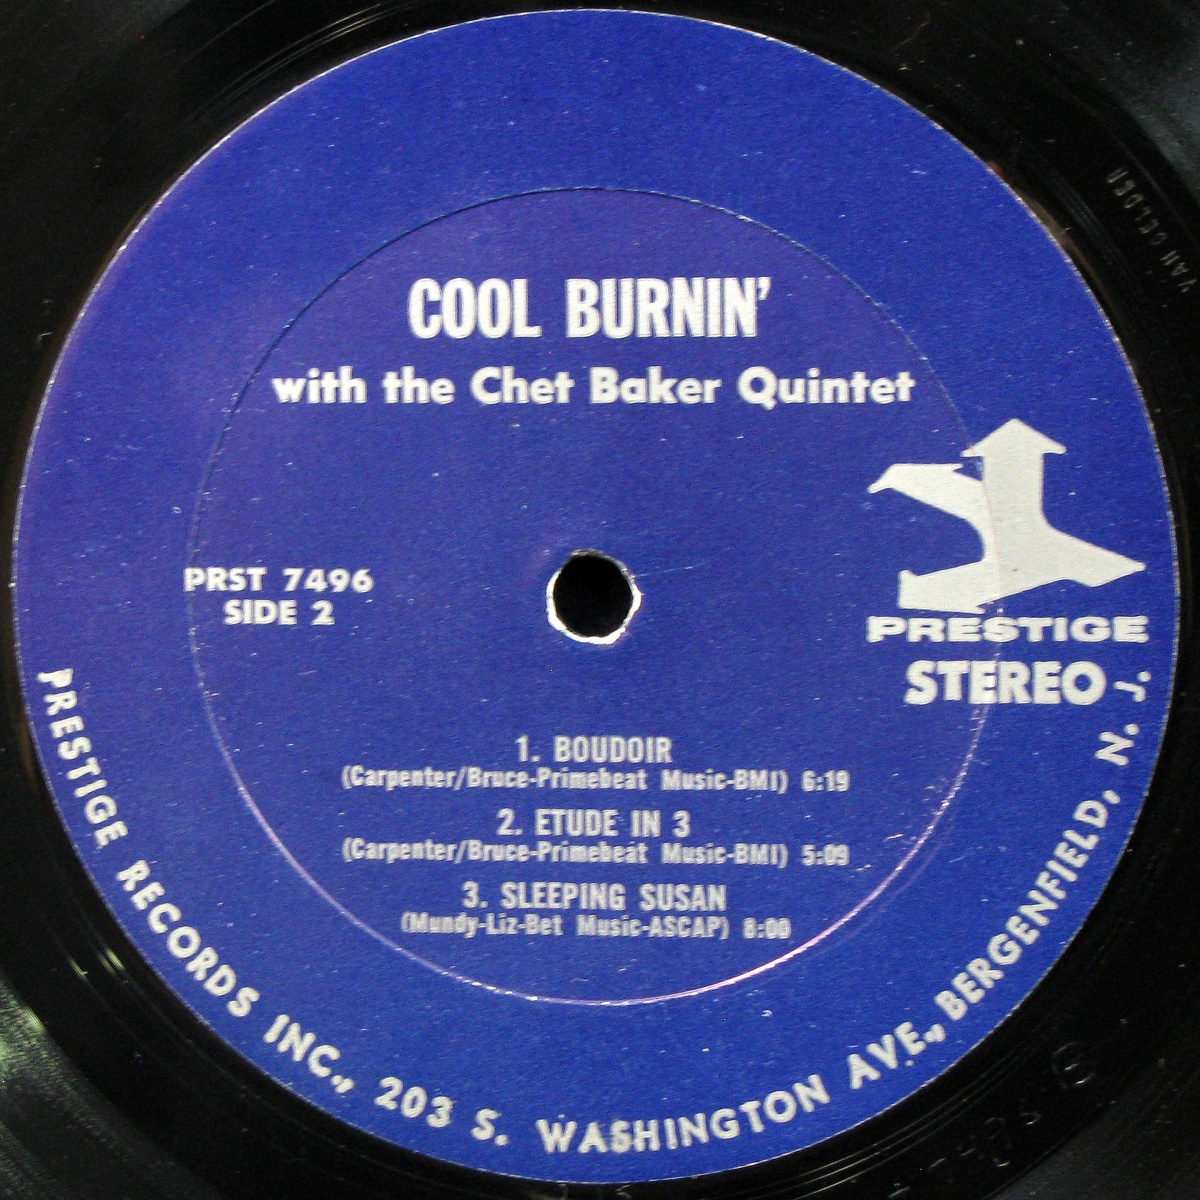 COOL BURNIN'
with the Chet Baker Quintet
PRST 7496
SIDE 2
PRESTIGE
STEREO
1. BOUDOIR
(Carpenter/Bruce-Primebeat Music-BMI) 6:19
2. ETUDE IN 3
(Carpenter/Bruce-Primebeat Music-BMI) 5:09
3. SLEEPING SUSAN
(Mundy-Liz-Bet Music-ASCAP) 8:00
PRESTIGE RECORDS INC., 203 S. WASHINGTON AVE., BERGENFIELD, N. J.
VAN GELDER